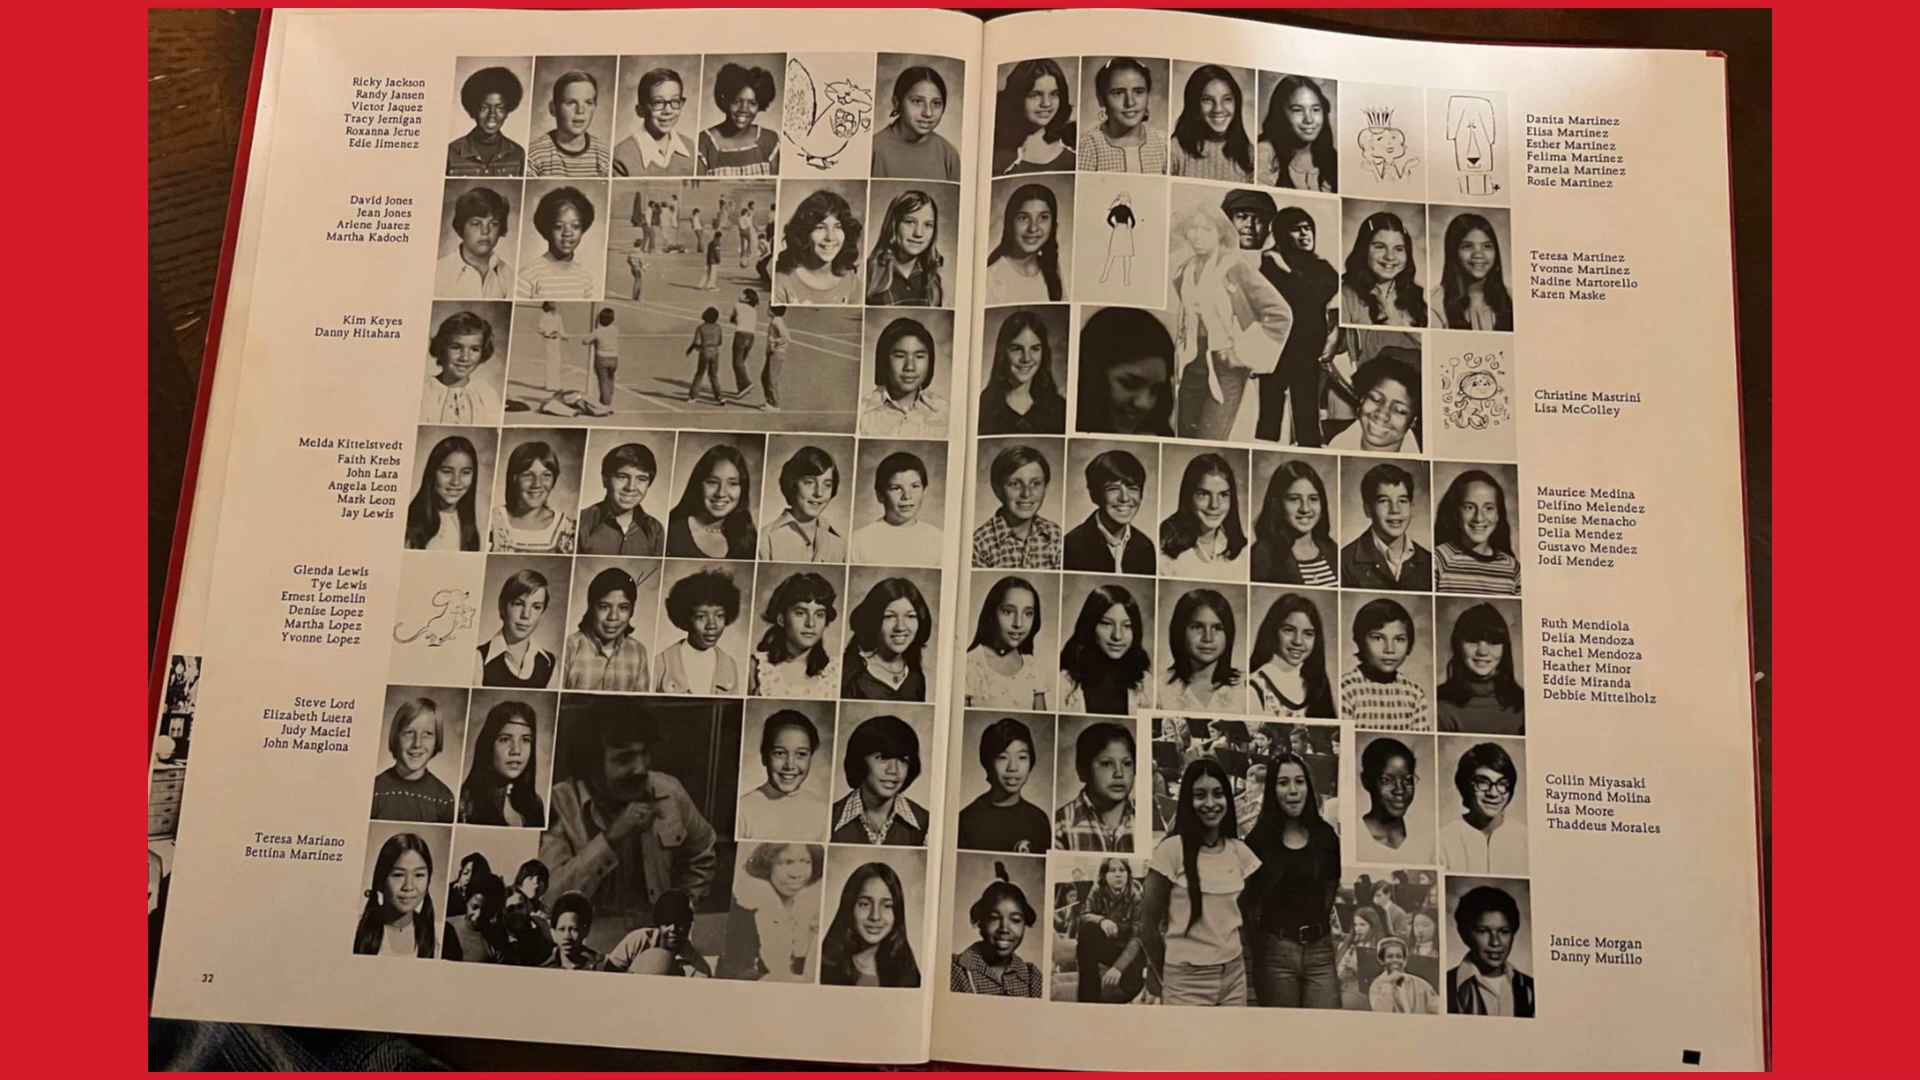 Ricky Jackson
Randy Jansen
Victor Jaquez
Tracy Jernigan
Roxanna Jerue
Edie Jimenez
David Jones
Jean Jones
Arlene Juarez
Martha Kadoch
Kim Keyes
Danny Hitahara
Melda Kittelstvedt
Faith Krebs
John Lara
Angela Leon
Mark Leon
Jay Lewis
Glenda Lewis
Tye Lewis
Ernest Lomelin
Denise Lopez
Martha Lopez
Yvonne Lopez
Steve Lord
Elizabeth Luera
Judy Maciel
John Manglona
Teresa Mariano
Bettina Martinez
32
Danita Martinez
Elisa Martinez
Esther Martinez
Felima Martinez
Pamela Martinez
Rosie Martinez
Teresa Martinez
Yvonne Martinez
Nadine Martorello
Karen Maske
Christine Mastrini
Lisa McColley
Maurice Medina
Delfino Melendez
Denise Menacho
Delia Mendez
Gustavo Mendez
Jodi Mendez
Ruth Mendiola
Delia Mendoza
Rachel Mendoza
Heather Minor
Eddie Miranda
Debbie Mittelholz
Collin Miyasaki
Raymond Molina
Lisa Moore
Thaddeus Morales
Janice Morgan
Danny Murillo